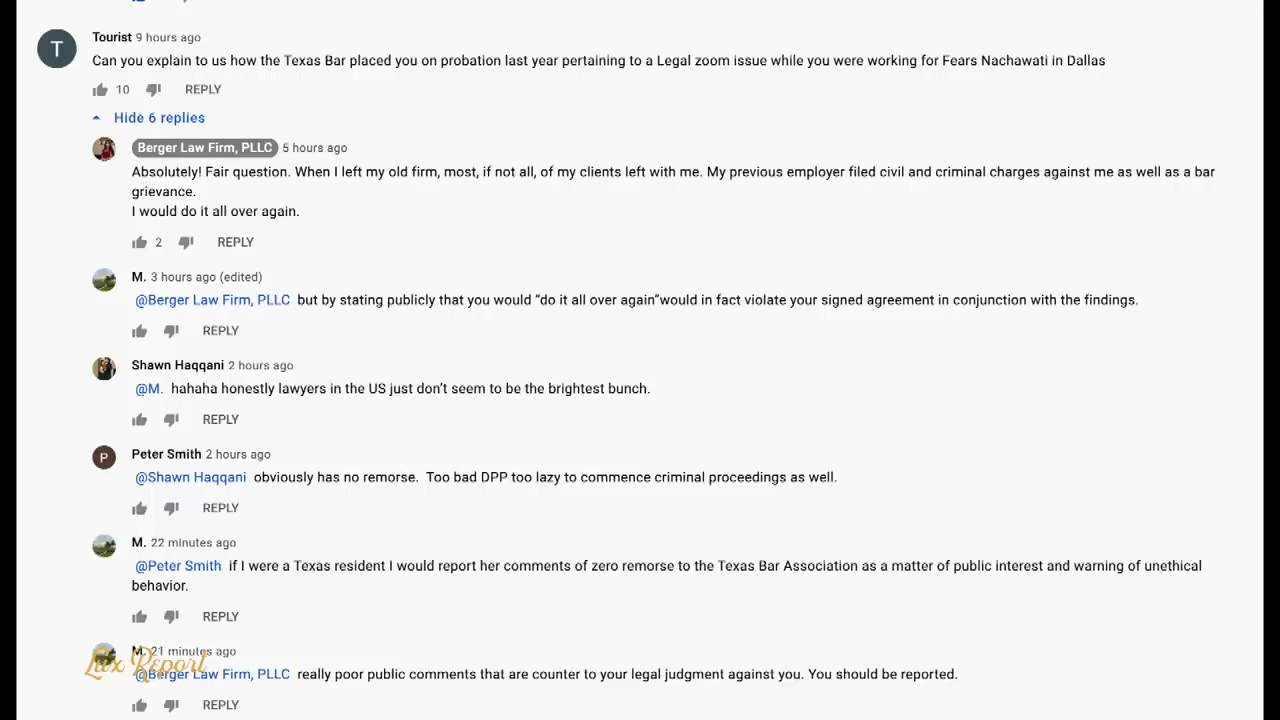 Tourist 9 hours ago
Can you explain to us how the Texas Bar placed you on probation last year pertaining to a Legal zoom issue while you were working for Fears Nachawati in Dallas
10 REPLY
Hide 6 replies
Berger Law Firm, PLLC 5 hours ago
Absolutely! Fair question. When I left my old firm, most, if not all, of my clients left with me. My previous employer filed civil and criminal charges against me as well as a bar
grievance.
I would do it all over again.
2 REPLY
M. 3 hours ago (edited)
@Berger Law Firm, PLLC but by stating publicly that you would “do it all over again“would in fact violate your signed agreement in conjunction with the findings.
REPLY
Shawn Haqqani 2 hours ago
@M. hahaha honestly lawyers in the US just don’t seem to be the brightest bunch.
REPLY
P
Peter Smith 2 hours ago
@Shawn Haqqani obviously has no remorse. Too bad DPP too lazy to commence criminal proceedings as well.
REPLY
M. 22 minutes ago
@Peter Smith if I were a Texas resident I would report her comments of zero remorse to the Texas Bar Association as a matter of public interest and warning of unethical
behavior.
REPLY
M. 21 minutes ago
Lux Report
@Berger Law Firm, PLLC really poor public comments that are counter to your legal judgment against you. You should be reported.
REPLY